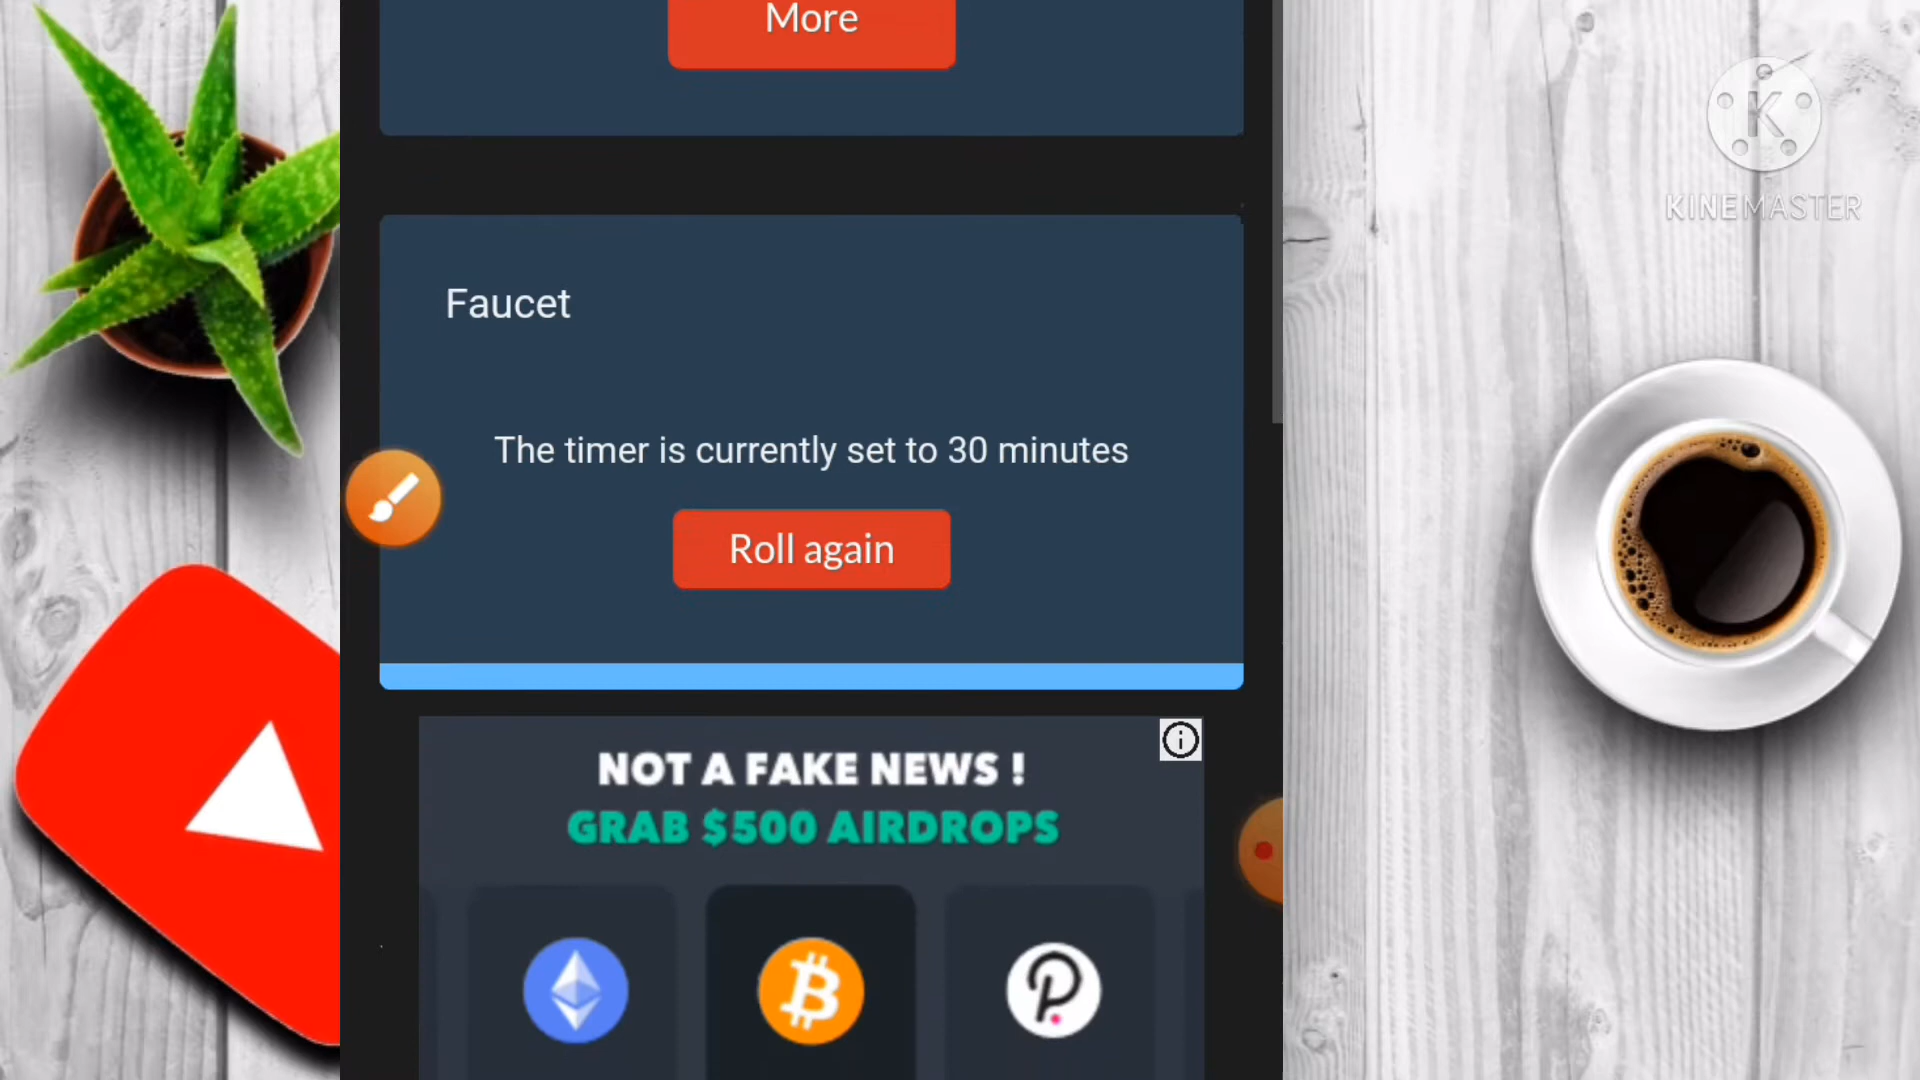 More
KINEMASTER
Faucet
The timer is currently set to 30 minutes
Roll again
NOT A FAKE NEWS !
GRAB $500 AIRDROPS